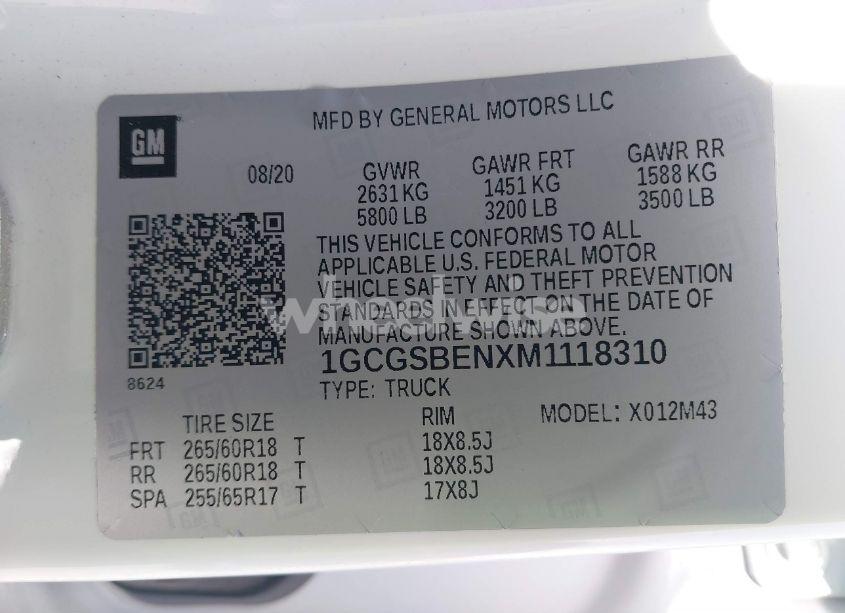 GM
MFD BY GENERAL MOTORS LLC
08/20
GVWR GAWR FRT GAWR RR
2631 KG 1451 KG 1588 KG
5800 LB 3200 LB 3500 LB
THIS VEHICLE CONFORMS TO ALL
APPLICABLE U.S. FEDERAL MOTOR
VEHICLE SAFETY AND THEFT PREVENTION
STANDARDS IN EFFECT ON THE DATE OF
MANUFACTURE SHOWN ABOVE.
1GCGSBENXM1118310
8624
TYPE: TRUCK
TIRE SIZE RIM MODEL: X012M43
FRT 265/60R18 T 18X8.5J
RR 265/60R18 T 18X8.5J
SPA 255/65R17 T 17X8J